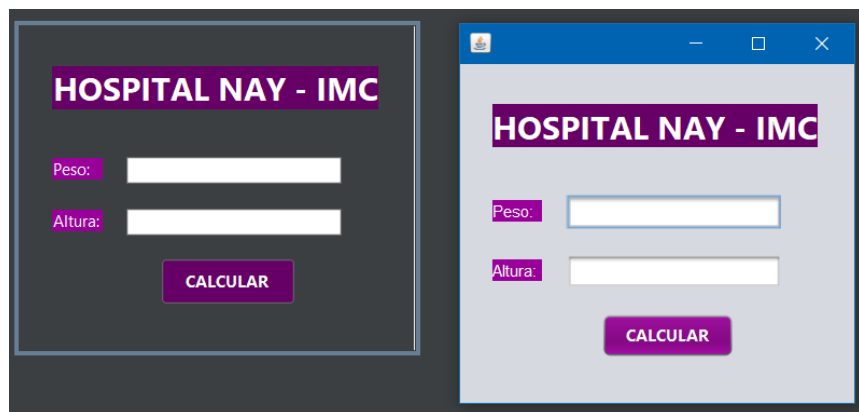 HOSPITAL NAY - IMC
Peso:
Altura:
CALCULAR
HOSPITAL NAY - IMC
Peso:
Altura:
CALCULAR